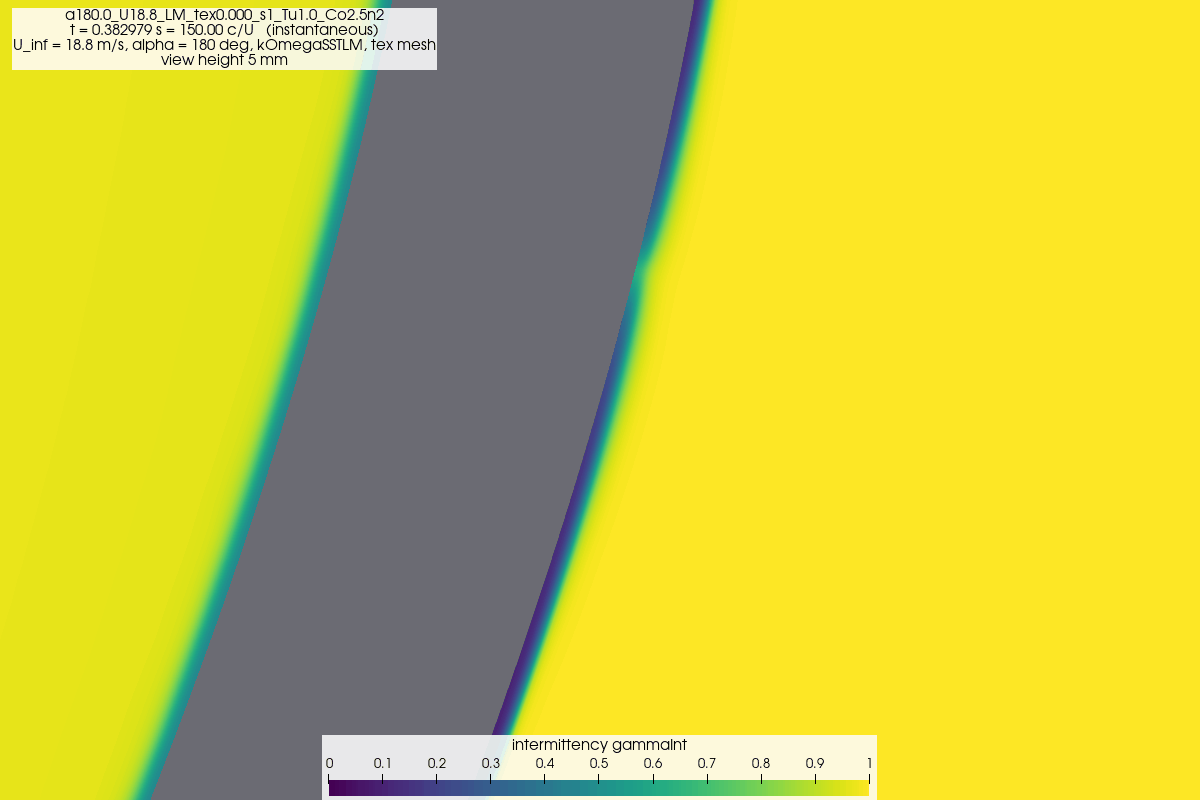 a180.0_U18.8_LM_tex0.000_s1_Tu1.0_Co2.5n2
t = 0.382979 s = 150.00 c/U (instantaneous)
U_inf = 18.8 m/s, alpha = 180 deg, kOmegaSSTLM, tex mesh
view height 5 mm
intermittency gammaInt
0 0.1 0.2 0.3 0.4 0.5 0.6 0.7 0.8 0.9 1